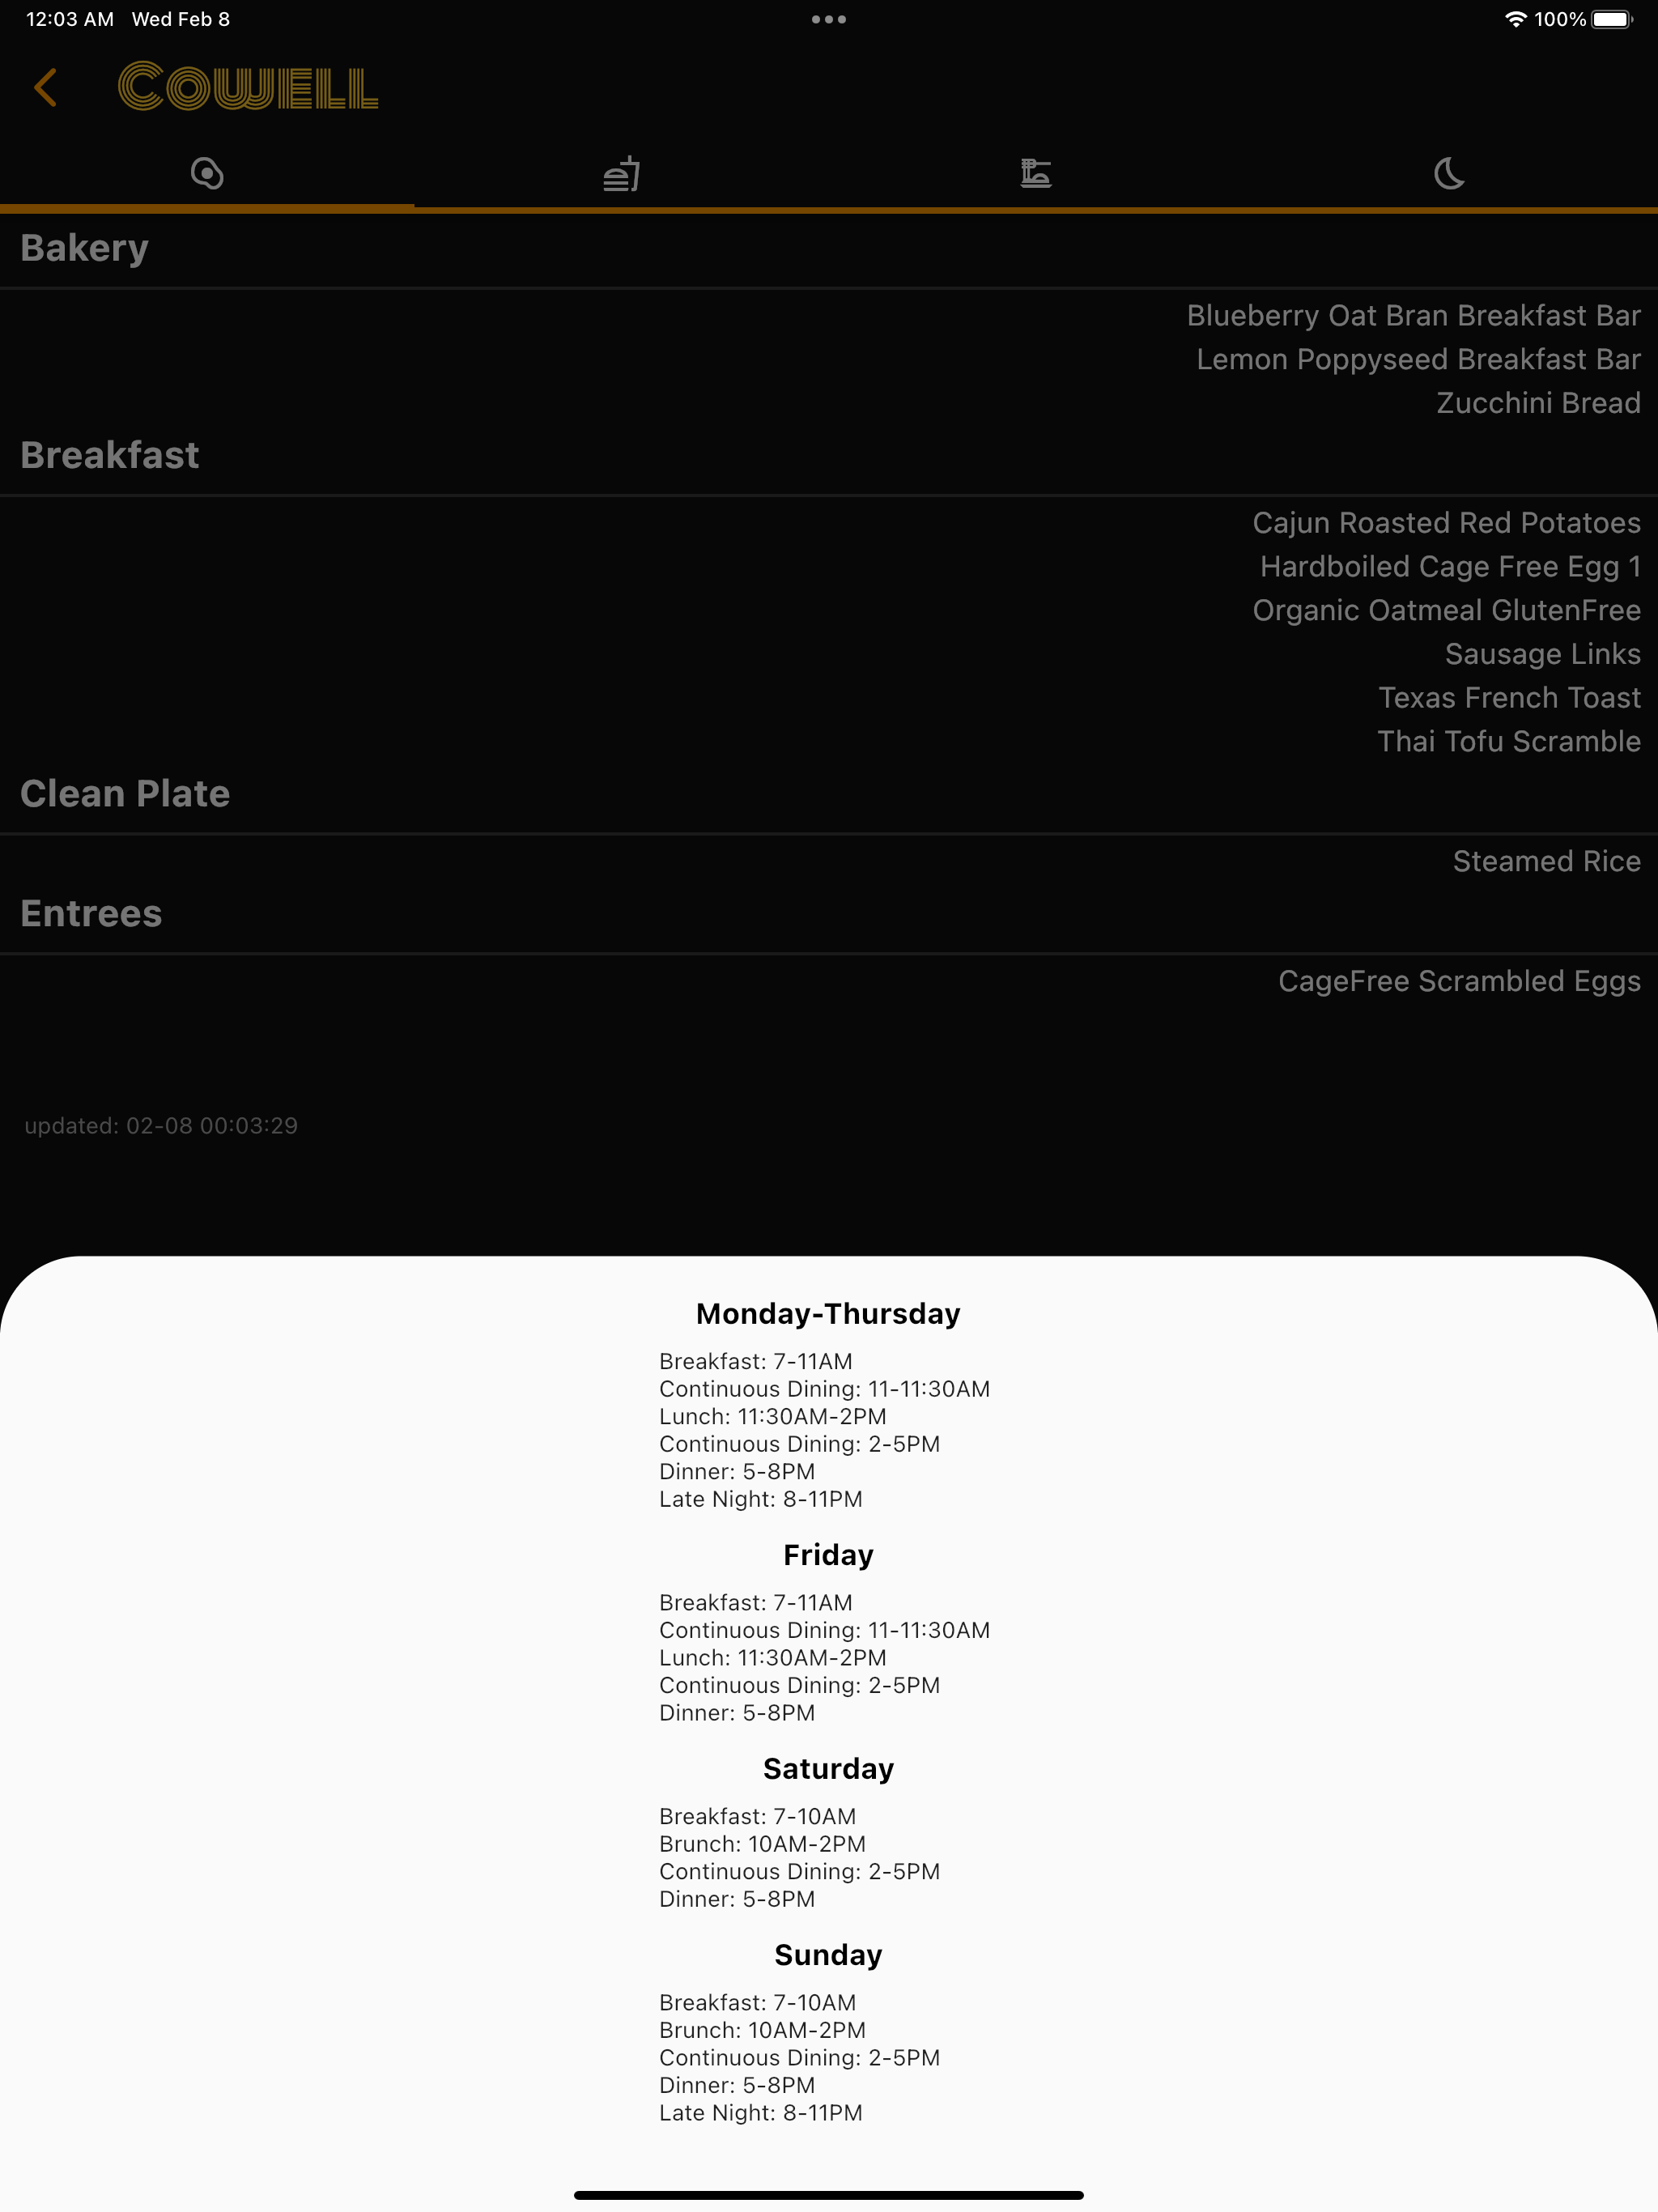 12:03 AM Wed Feb 8
100%
COWELL
Bakery
Blueberry Oat Bran Breakfast Bar
Lemon Poppyseed Breakfast Bar
Zucchini Bread
Breakfast
Cajun Roasted Red Potatoes
Hardboiled Cage Free Egg 1
Organic Oatmeal GlutenFree
Sausage Links
Texas French Toast
Thai Tofu Scramble
Clean Plate
Steamed Rice
Entrees
CageFree Scrambled Eggs
updated: 02-08 00:03:29
Monday-Thursday
Breakfast: 7-11AM
Continuous Dining: 11-11:30AM
Lunch: 11:30AM-2PM
Continuous Dining: 2-5PM
Dinner: 5-8PM
Late Night: 8-11PM
Friday
Breakfast: 7-11AM
Continuous Dining: 11-11:30AM
Lunch: 11:30AM-2PM
Continuous Dining: 2-5PM
Dinner: 5-8PM
Saturday
Breakfast: 7-10AM
Brunch: 10AM-2PM
Continuous Dining: 2-5PM
Dinner: 5-8PM
Sunday
Breakfast: 7-10AM
Brunch: 10AM-2PM
Continuous Dining: 2-5PM
Dinner: 5-8PM
Late Night: 8-11PM